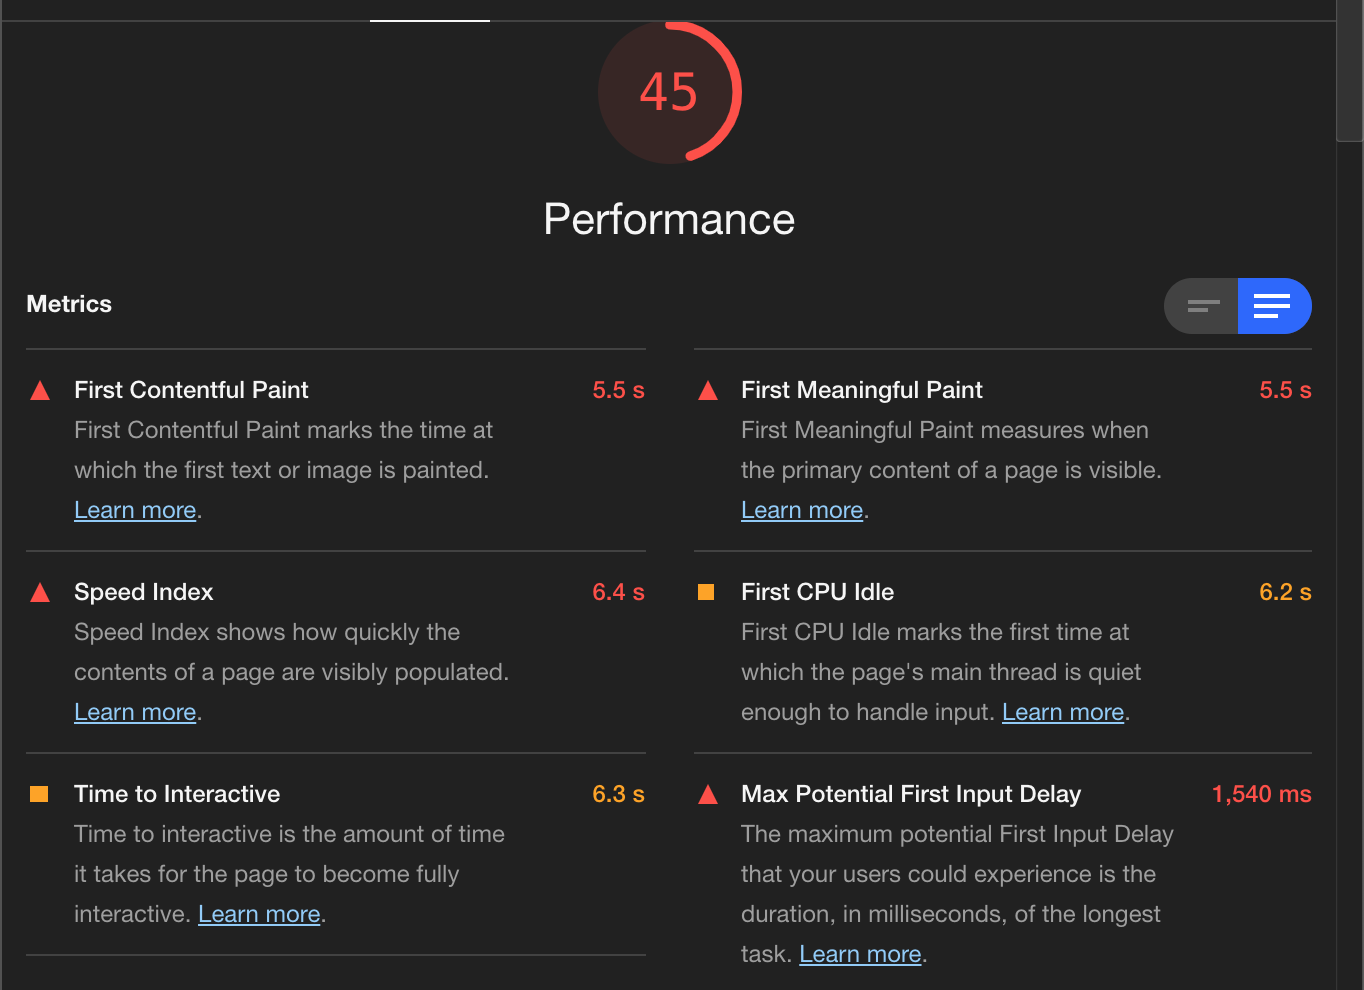 45
Performance
Metrics
First Contentful Paint 5.5 s
First Contentful Paint marks the time at
which the first text or image is painted.
Learn more.
First Meaningful Paint 5.5 s
First Meaningful Paint measures when
the primary content of a page is visible.
Learn more.
Speed Index 6.4 s
Speed Index shows how quickly the
contents of a page are visibly populated.
Learn more.
First CPU Idle 6.2 s
First CPU Idle marks the first time at
which the page's main thread is quiet
enough to handle input. Learn more.
Time to Interactive 6.3 s
Time to interactive is the amount of time
it takes for the page to become fully
interactive. Learn more.
Max Potential First Input Delay 1,540 ms
The maximum potential First Input Delay
that your users could experience is the
duration, in milliseconds, of the longest
task. Learn more.